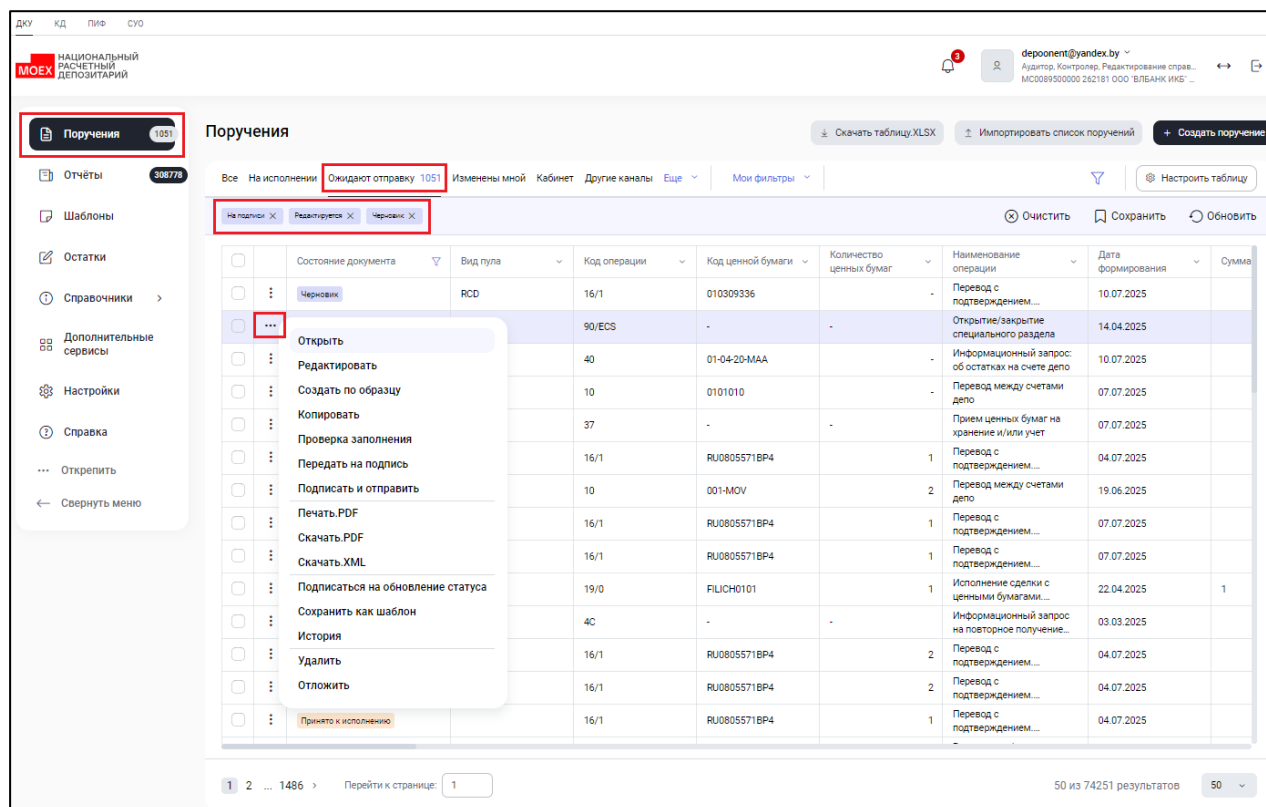 ДКУ КД ПИФ СУО
MOEX НАЦИОНАЛЬНЫЙ
РАСЧЕТНЫЙ
ДЕПОЗИТАРИЙ
3
depoonent@yandex.by
Аудитор, Контролер, Редактирование справ...
MC0089500000 262181 ООО "ВЛБАНК ИКБ" ...
Поручения 1051
Отчёты 308778
Шаблоны
Остатки
Справочники
Дополнительные
сервисы
Настройки
Справка
Открепить
Свернуть меню
Поручения
Скачать таблицу.XLSX
Импортировать список поручений
+ Создать поручение
Все На исполнении Ожидают отправку 1051 Изменены мной Кабинет Другие каналы Еще Мои фильтры Настроить таблицу
На подписи Редактируется Черновик Очистить Сохранить Обновить
Состояние документа Вид пула Код операции Код ценной бумаги Количество
ценных бумаг Наименование
операции Дата
формирования Сумма
Черновик RCD 16/1 010309336 - Перевод с
подтверждением.... 10.07.2025
90/ECS - - Открытие/закрытие
специального раздела 14.04.2025
40 01-04-20-MAA - Информационный запрос:
об остатках на счете депо 10.07.2025
10 0101010 - Перевод между счетами
депо 07.07.2025
37 - - Прием ценных бумаг на
хранение и/или учет 07.07.2025
16/1 RU0805571BP4 1 Перевод с
подтверждением.... 04.07.2025
10 001-MOV 2 Перевод между счетами
депо 19.06.2025
16/1 RU0805571BP4 1 Перевод с
подтверждением.... 07.07.2025
16/1 RU0805571BP4 1 Перевод с
подтверждением.... 07.07.2025
19/0 FILICH0101 1 Исполнение сделки с
ценными бумагами.... 22.04.2025 1
4C - - Информационный запрос
на повторное получение... 03.03.2025
16/1 RU0805571BP4 2 Перевод с
подтверждением.... 04.07.2025
16/1 RU0805571BP4 2 Перевод с
подтверждением.... 04.07.2025
Принято к исполнению 16/1 RU0805571BP4 1 Перевод с
подтверждением.... 04.07.2025
Открыть
Редактировать
Создать по образцу
Копировать
Проверка заполнения
Передать на подпись
Подписать и отправить
Печать.PDF
Скачать.PDF
Скачать.XML
Подписаться на обновление статуса
Сохранить как шаблон
История
Удалить
Отложить
1 2 ... 1486 > Перейти к странице: 1
50 из 74251 результатов 50